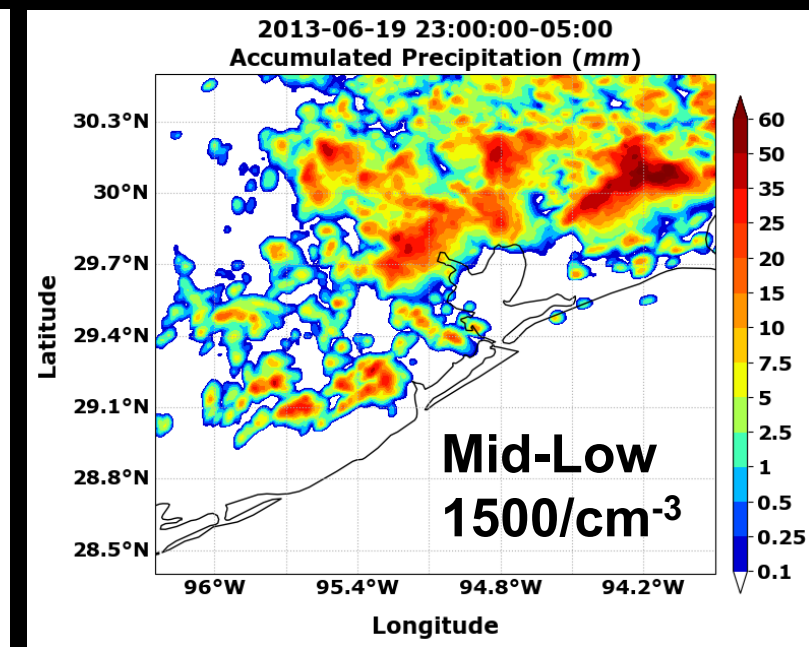 2013-06-19 23:00:00-05:00
Accumulated Precipitation (mm)
Latitude
30.3°N
30°N
29.7°N
29.4°N
29.1°N
28.8°N
28.5°N
Mid-Low
1500/cm-3
96°W 95.4°W 94.8°W 94.2°W
Longitude
60
50
35
25
20
15
10
7.5
5
2.5
1
0.5
0.25
0.1